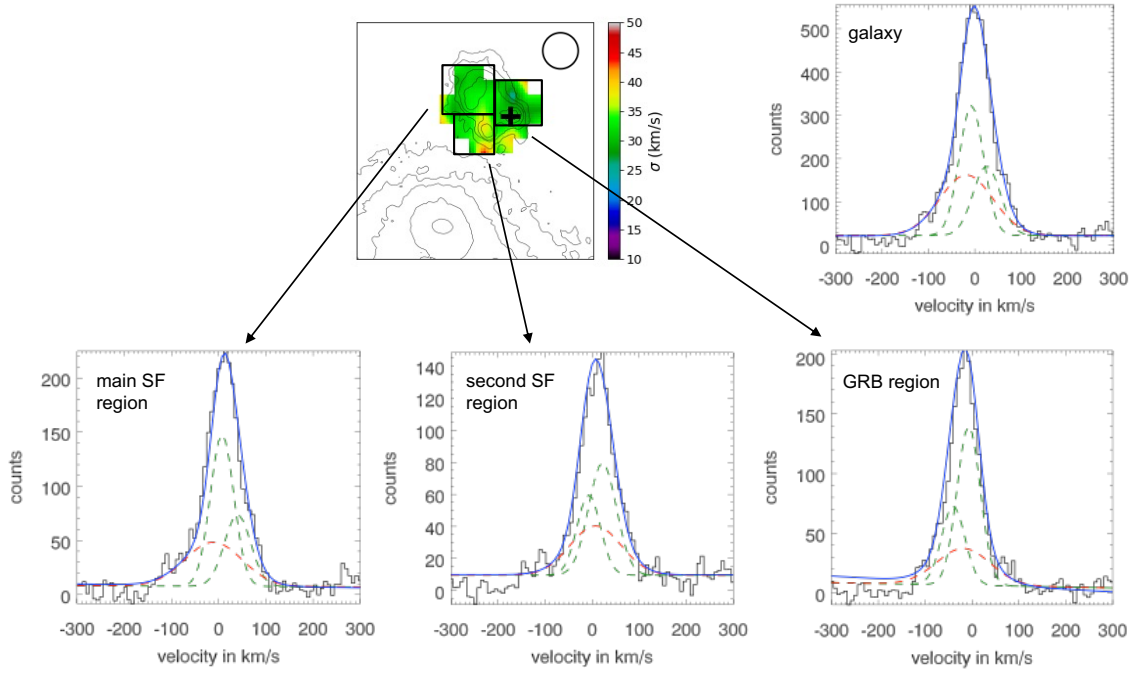 50
45
40
35
30
25
20
15
10
σ (km/s)
galaxy
500
400
300
200
100
0
counts
-300 -200 -100 0 100 200 300
velocity in km/s
main SF
region
200
150
100
50
0
counts
-300 -200 -100 0 100 200 300
velocity in km/s
second SF
region
140
120
100
80
60
40
20
0
counts
-300 -200 -100 0 100 200 300
velocity in km/s
GRB region
200
150
100
50
0
counts
-300 -200 -100 0 100 200 300
velocity in km/s